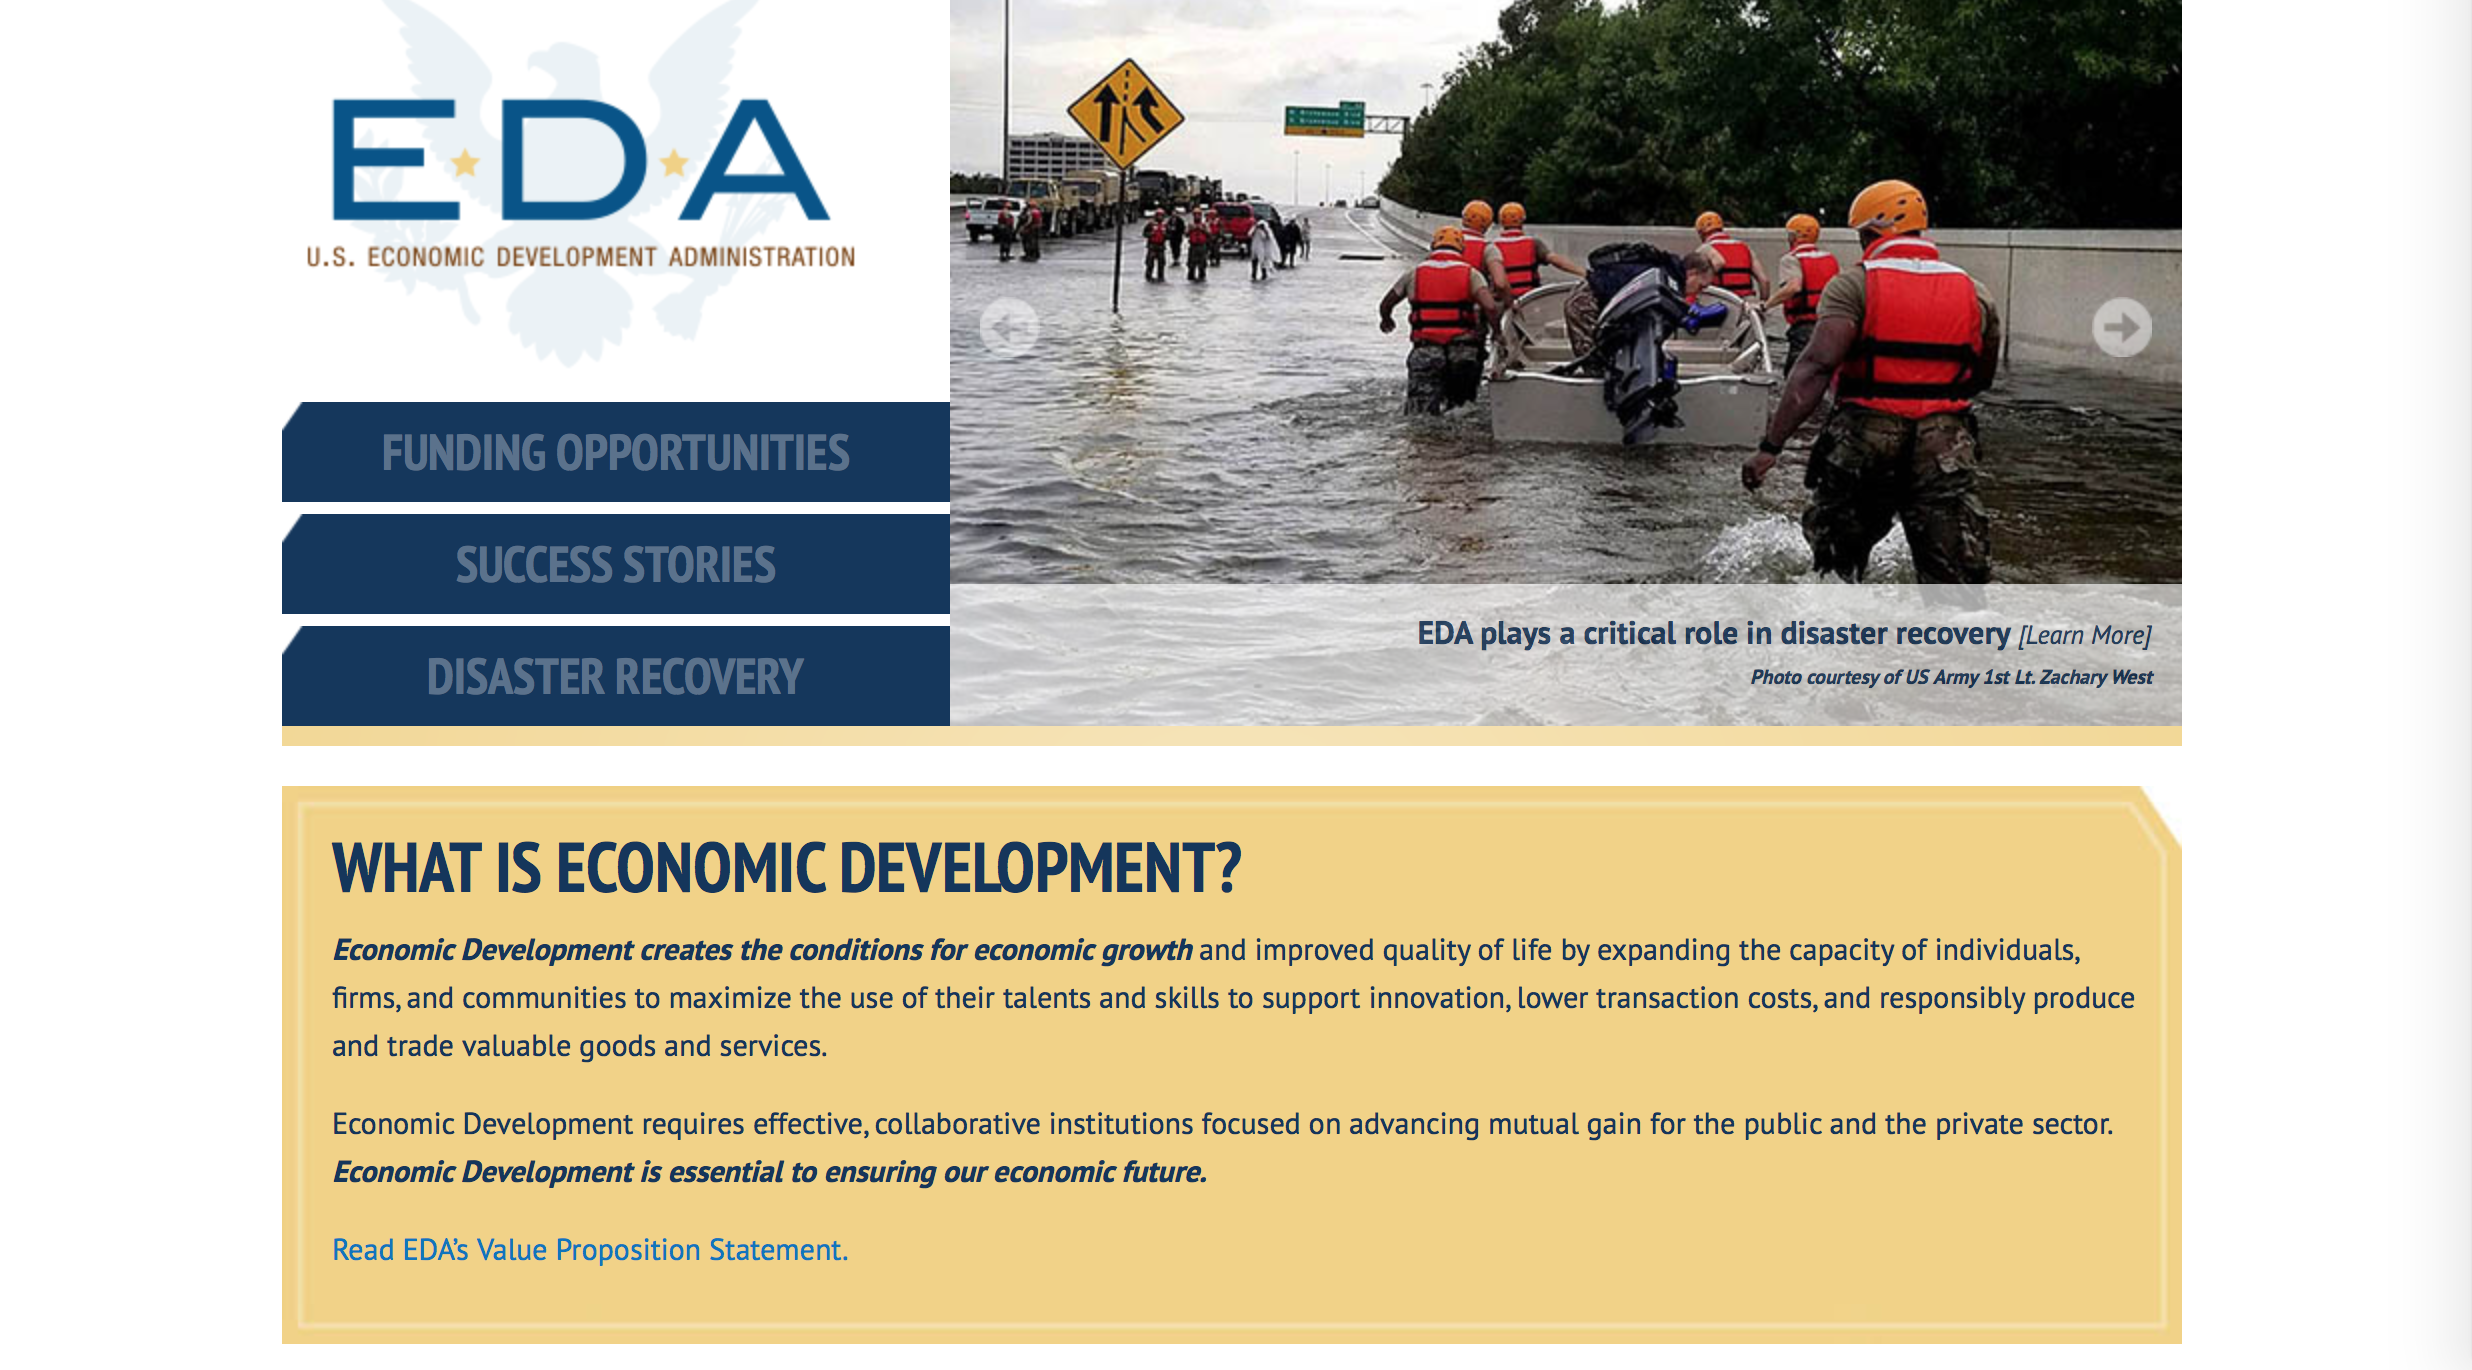 E★D★A
U.S. ECONOMIC DEVELOPMENT ADMINISTRATION
FUNDING OPPORTUNITIES
SUCCESS STORIES
DISASTER RECOVERY
EDA plays a critical role in disaster recovery [Learn More]
Photo courtesy of US Army 1st Lt. Zachary West
WHAT IS ECONOMIC DEVELOPMENT?
Economic Development creates the conditions for economic growth and improved quality of life by expanding the capacity of individuals,
firms, and communities to maximize the use of their talents and skills to support innovation, lower transaction costs, and responsibly produce
and trade valuable goods and services.
Economic Development requires effective, collaborative institutions focused on advancing mutual gain for the public and the private sector.
Economic Development is essential to ensuring our economic future.
Read EDA’s Value Proposition Statement.